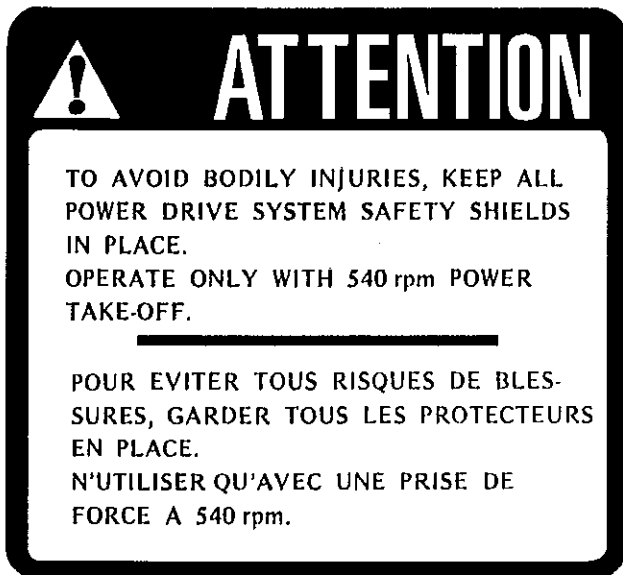 ATTENTION
TO AVOID BODILY INJURIES, KEEP ALL
POWER DRIVE SYSTEM SAFETY SHIELDS
IN PLACE.
OPERATE ONLY WITH 540 rpm POWER
TAKE-OFF.
POUR EVITER TOUS RISQUES DE BLES-
SURES, GARDER TOUS LES PROTECTEURS
EN PLACE.
N'UTILISER QU'AVEC UNE PRISE DE
FORCE A 540 rpm.